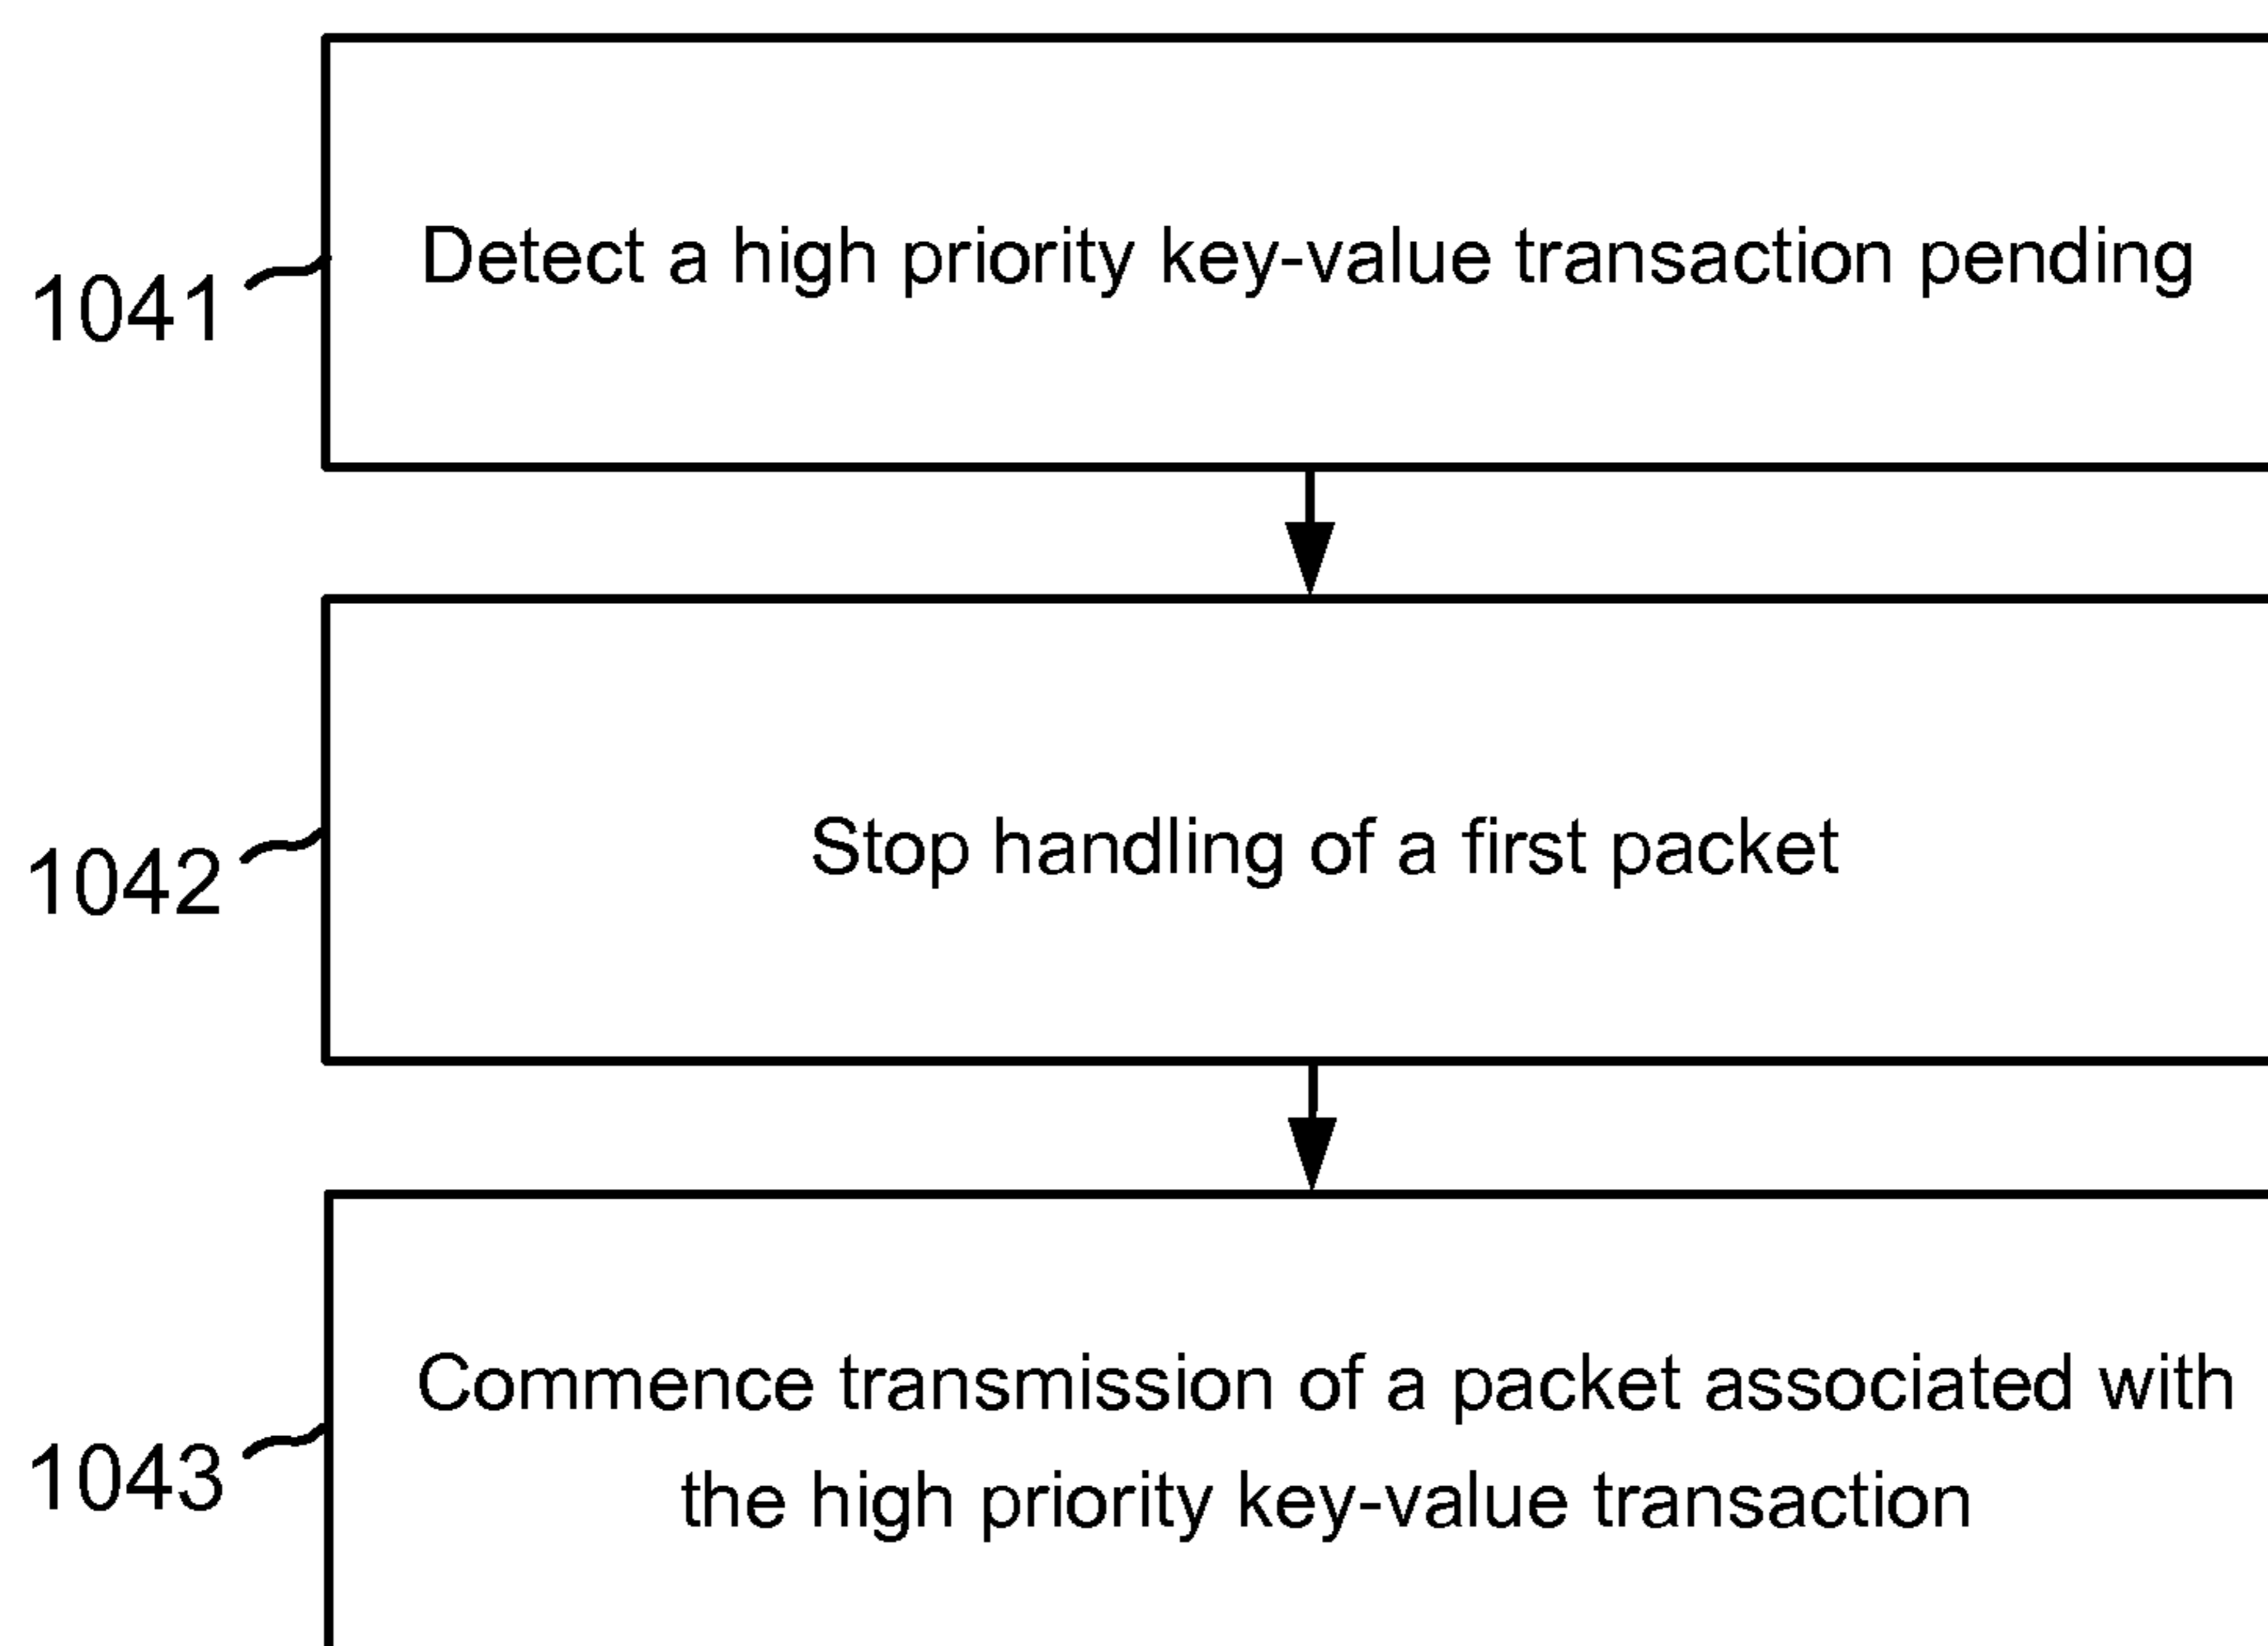 Detect a high priority key-value transaction pending
1041
Stop handling of a first packet
1042
Commence transmission of a packet associated with
the high priority key-value transaction
1043